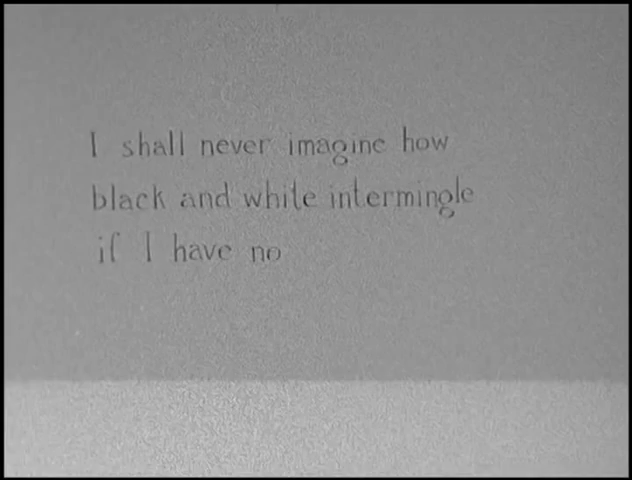 I shall never imagine how
black and white intermingle
if I have no